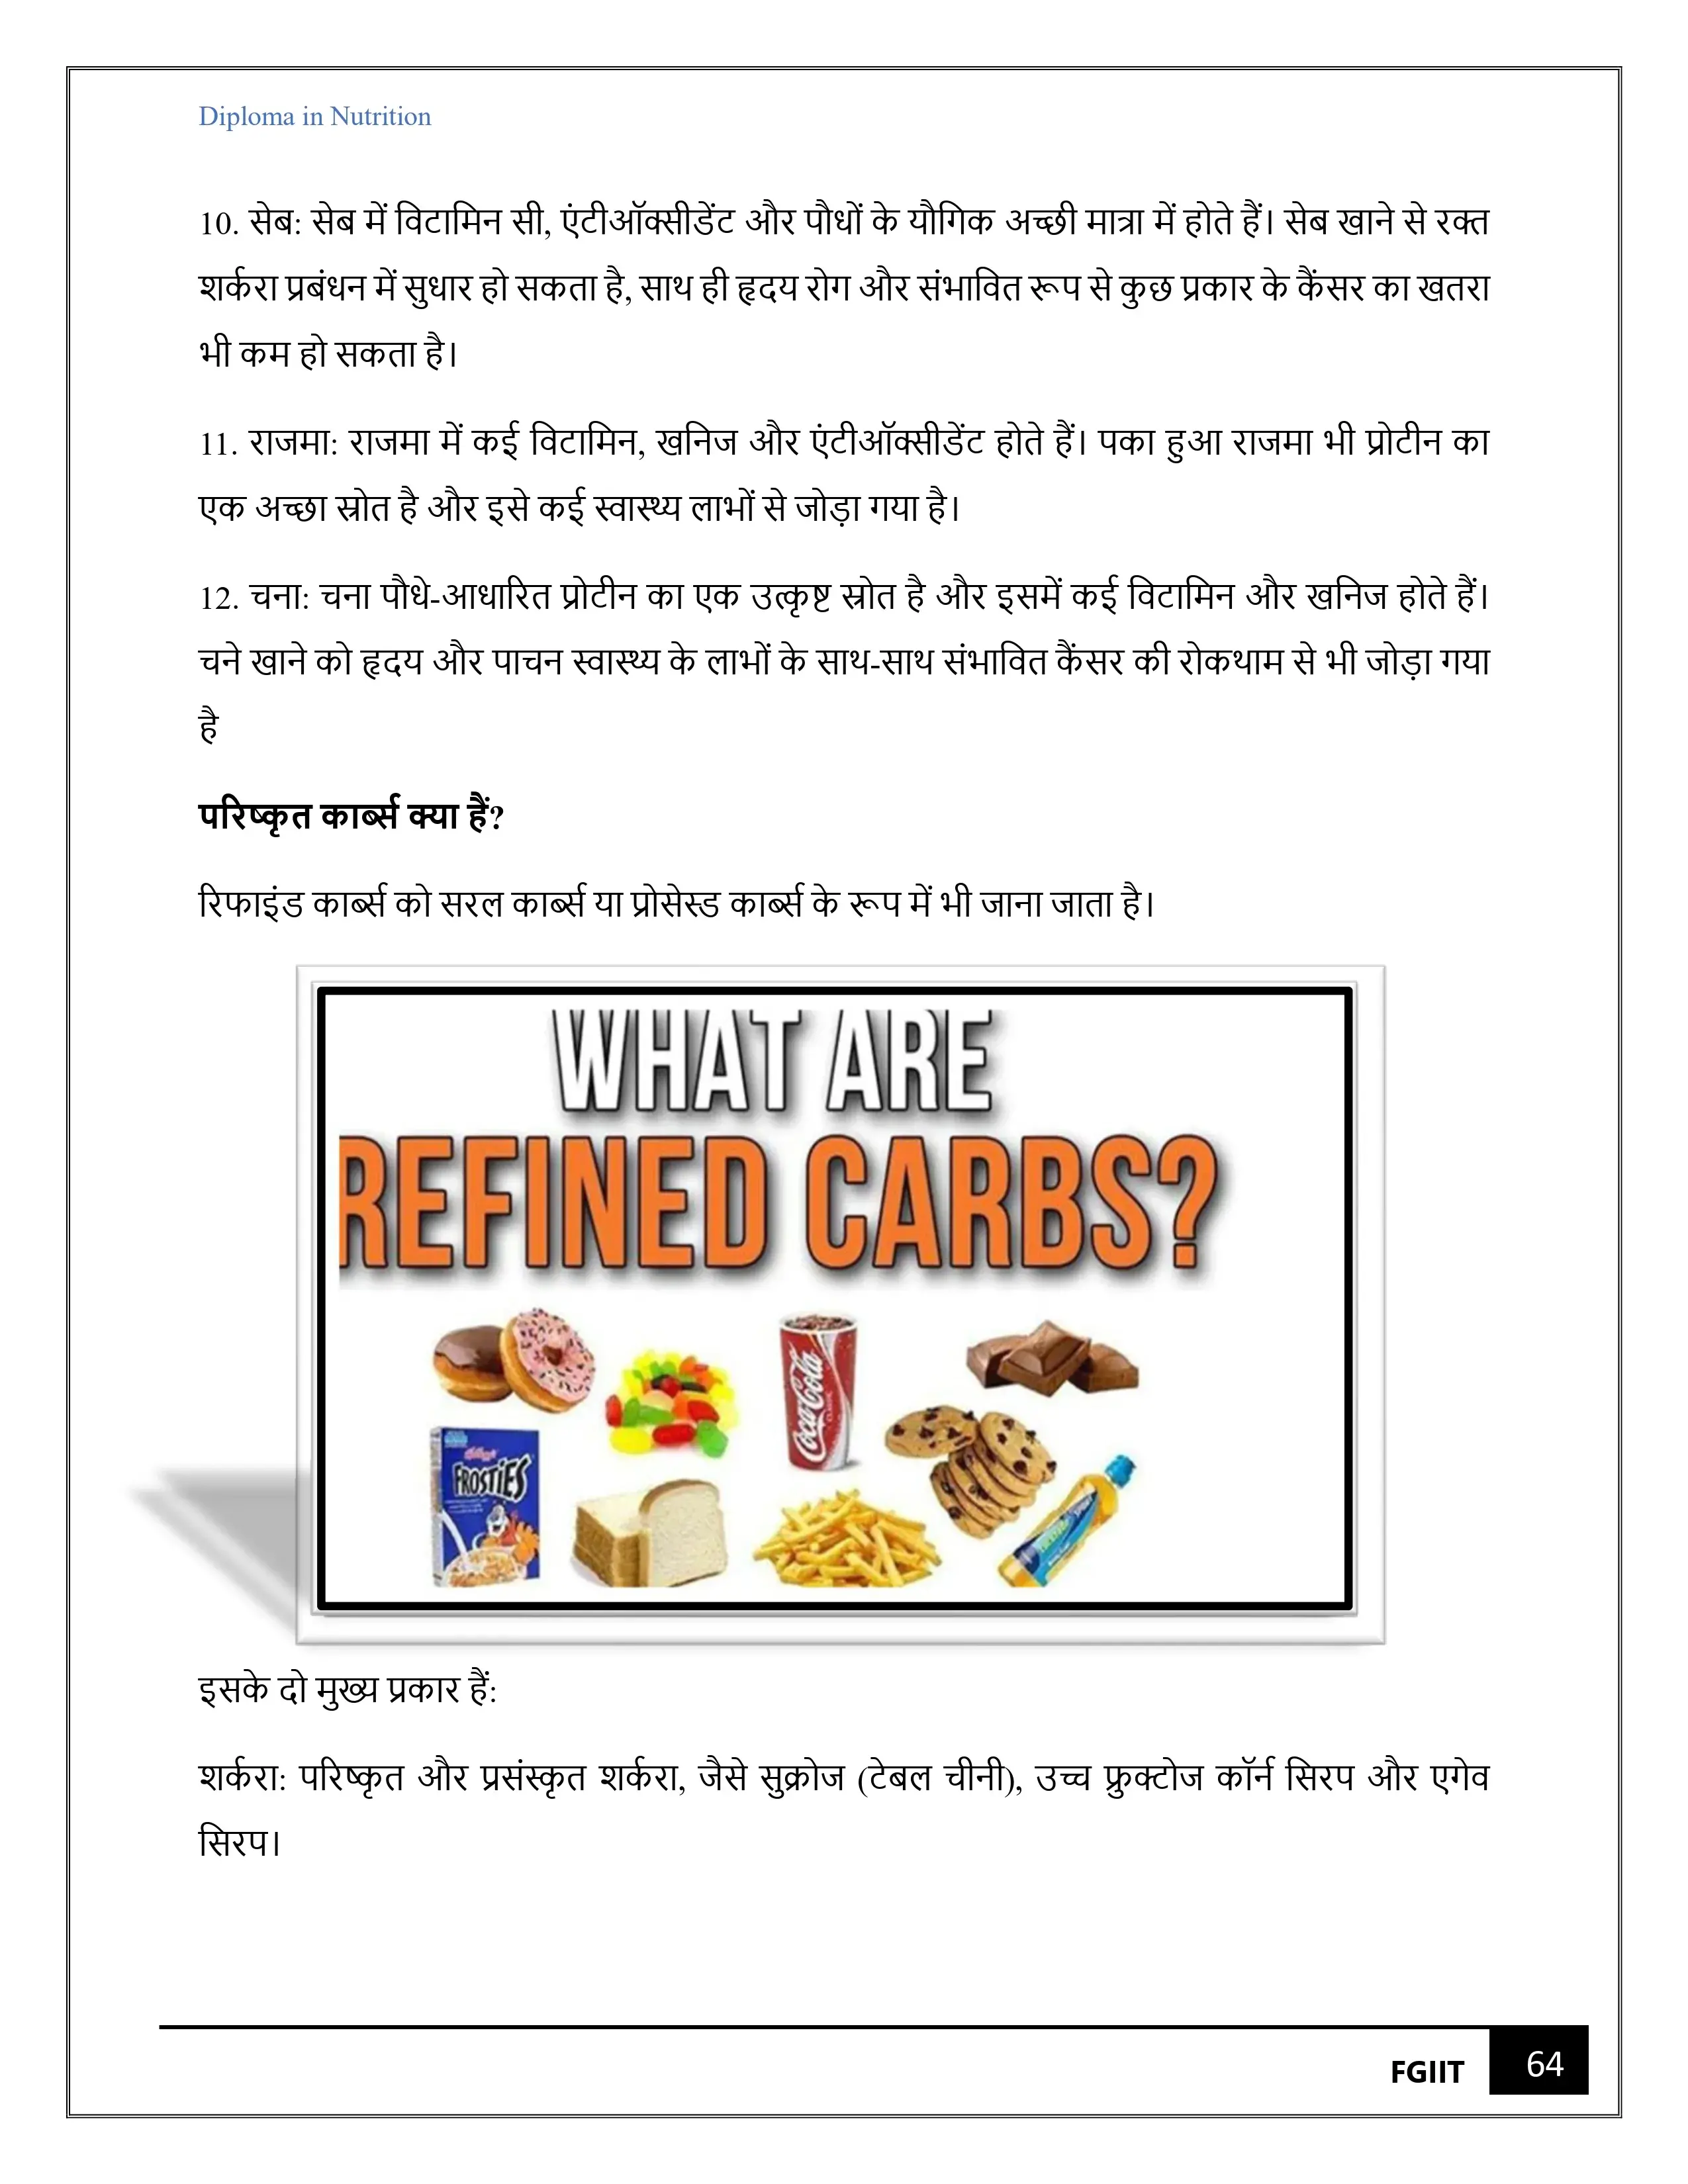 Diploma in Nutrition
10. सेब: सेब में विटामिन सी, एंटीऑक्सीडेंट और पौधों के यौगिक अच्छी मात्रा में होते हैं। सेब खाने से रक्त
शर्करा प्रबंधन में सुधार हो सकता है, साथ ही हृदय रोग और संभावित रूप से कुछ प्रकार के कैंसर का खतरा
भी कम हो सकता है।
11. राजमा: राजमा में कई विटामिन, खनिज और एंटीऑक्सीडेंट होते हैं। पका हुआ राजमा भी प्रोटीन का
एक अच्छा स्रोत है और इसे कई स्वास्थ्य लाभों से जोड़ा गया है।
12. चना: चना पौधे-आधारित प्रोटीन का एक उत्कृष्ट स्रोत है और इसमें कई विटामिन और खनिज होते हैं।
चने खाने को हृदय और पाचन स्वास्थ्य के लाभों के साथ-साथ संभावित कैंसर की रोकथाम से भी जोड़ा गया
है
परिष्कृत कार्ब्स क्या हैं?
रिफाइंड कार्ब्स को सरल कार्ब्स या प्रोसेस्ड कार्ब्स के रूप में भी जाना जाता है।
WHAT ARE
REFINED CARBS?
Coca-Cola
Kellogg's
FROSTIES
इसके दो मुख्य प्रकार हैं:
शर्करा: परिष्कृत और प्रसंस्कृत शर्करा, जैसे सुक्रोज (टेबल चीनी), उच्च फ्रुक्टोज कॉर्न सिरप और एगेव
सिरप।
FGIIT 64